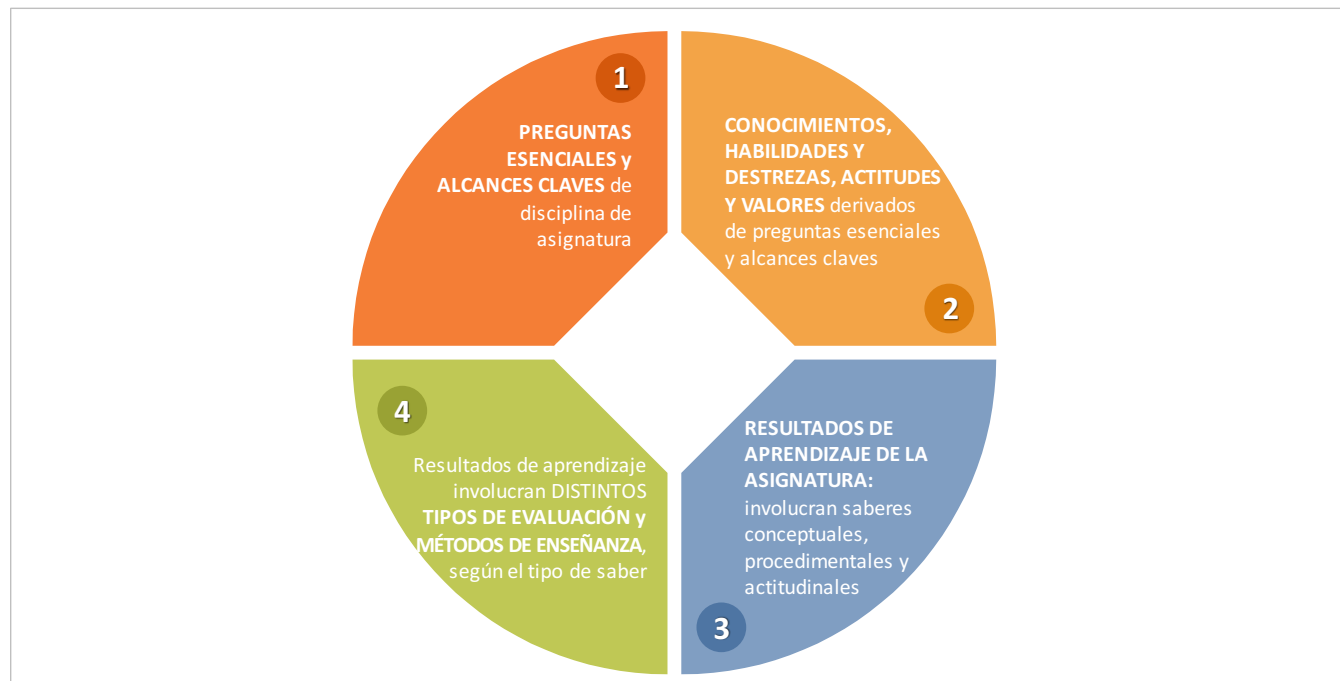 1
PREGUNTAS
ESENCIALES y
ALCANCES CLAVES de
disciplina de
asignatura
CONOCIMIENTOS,
HABILIDADES Y
DESTREZAS, ACTITUDES
Y VALORES derivados
de preguntas esenciales
y alcances claves
2
RESULTADOS DE
APRENDIZAJE DE LA
ASIGNATURA:
involucran saberes
conceptuales,
procedimentales y
actitudinales
3
4
Resultados de aprendizaje
involucran DISTINTOS
TIPOS DE EVALUACIÓN y
MÉTODOS DE ENSEÑANZA,
según el tipo de saber